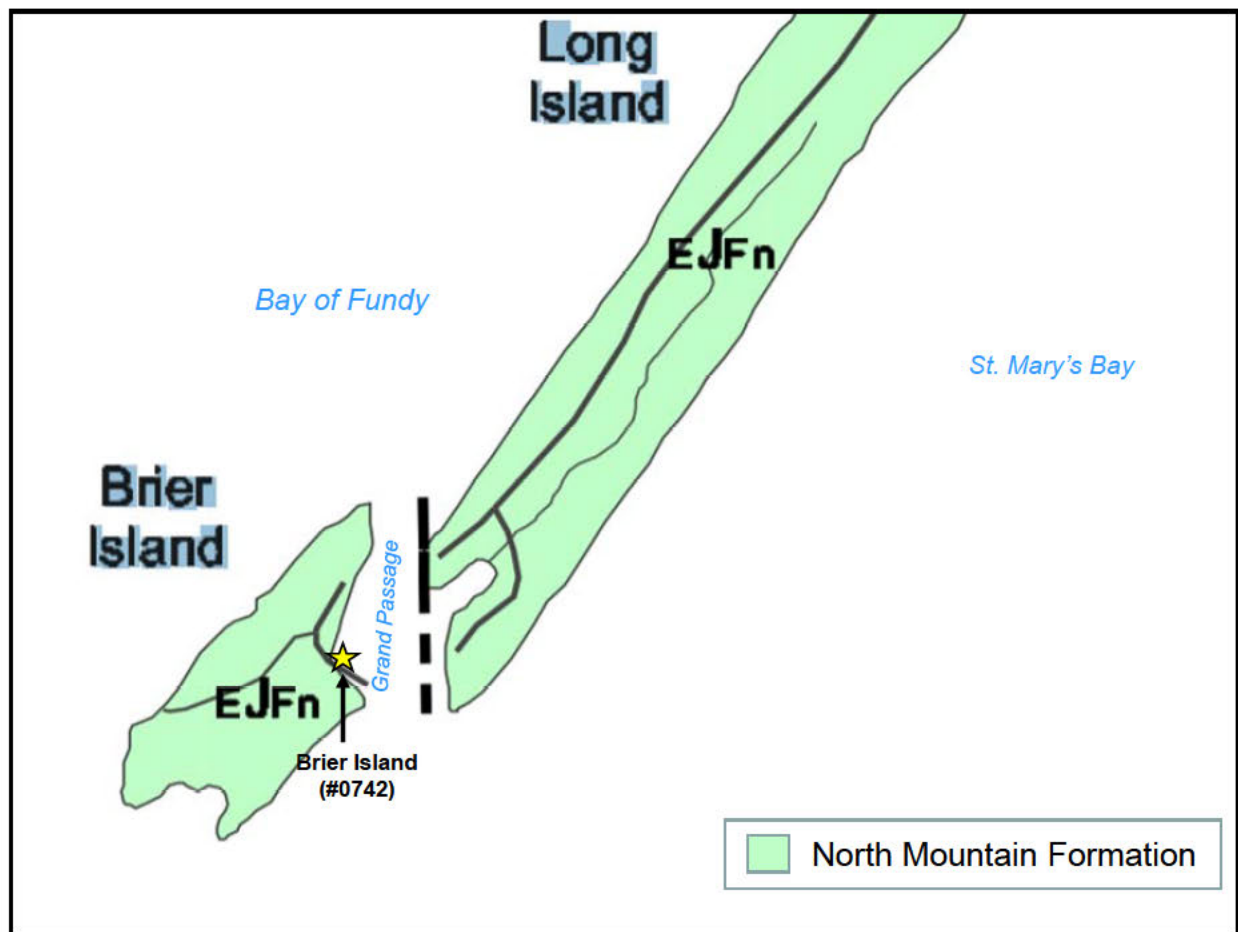 Long
Island
EJFn
Bay of Fundy
St. Mary's Bay
Brier
Island
Grand Passage
EJFn
Brier Island
(#0742)
North Mountain Formation